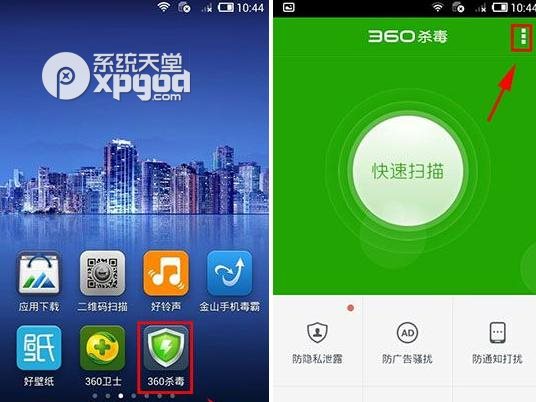 10:44
系统天堂
xpgod
.com
应用下载
二维码扫描
好铃声
金山手机毒霸
好壁纸
360卫士
360杀毒
10:44
360杀毒
快速扫描
防隐私泄露
AD
防广告骚扰
防通知打扰